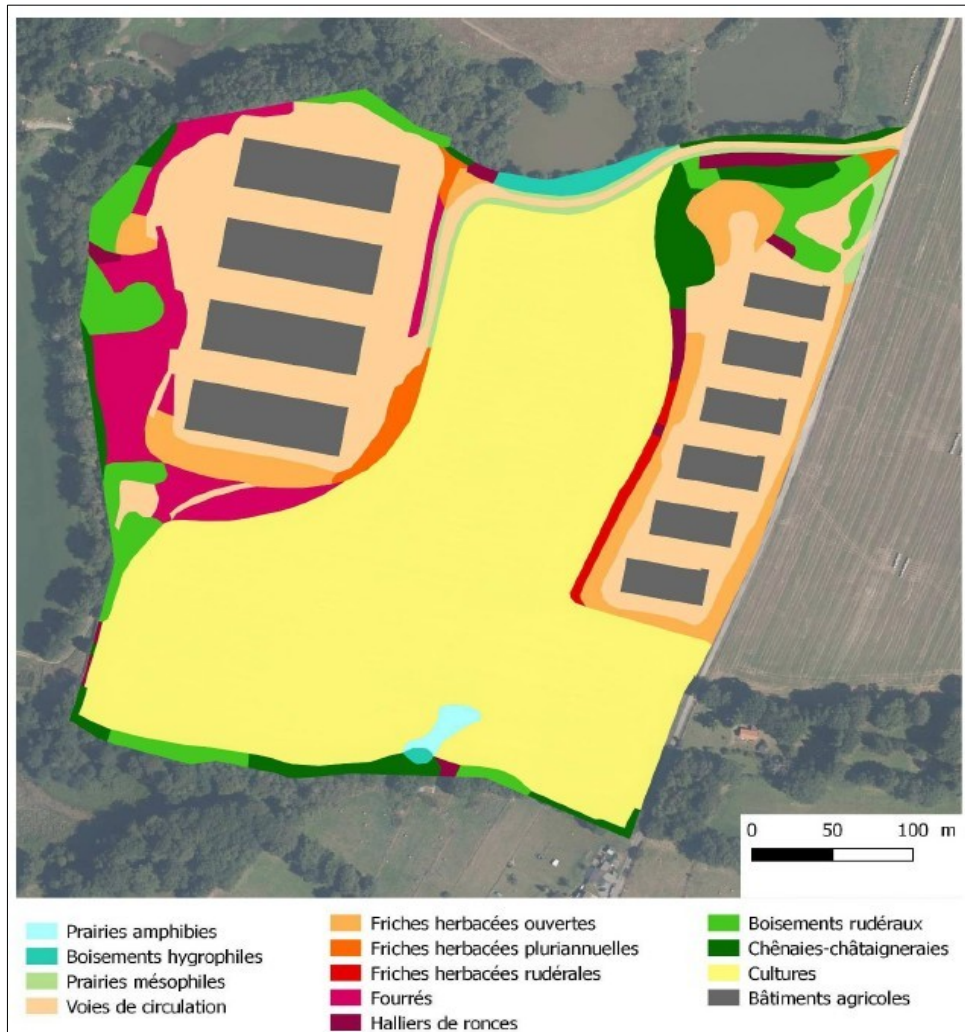 0 50 100 m
Prairies amphibies
Boisements hygrophiles
Prairies mésophiles
Voies de circulation
Friches herbacées ouvertes
Friches herbacées pluriannuelles
Friches herbacées rudérales
Fourrés
Halliers de ronces
Boisements rudéraux
Chênaies-châtaigneraies
Cultures
Bâtiments agricoles